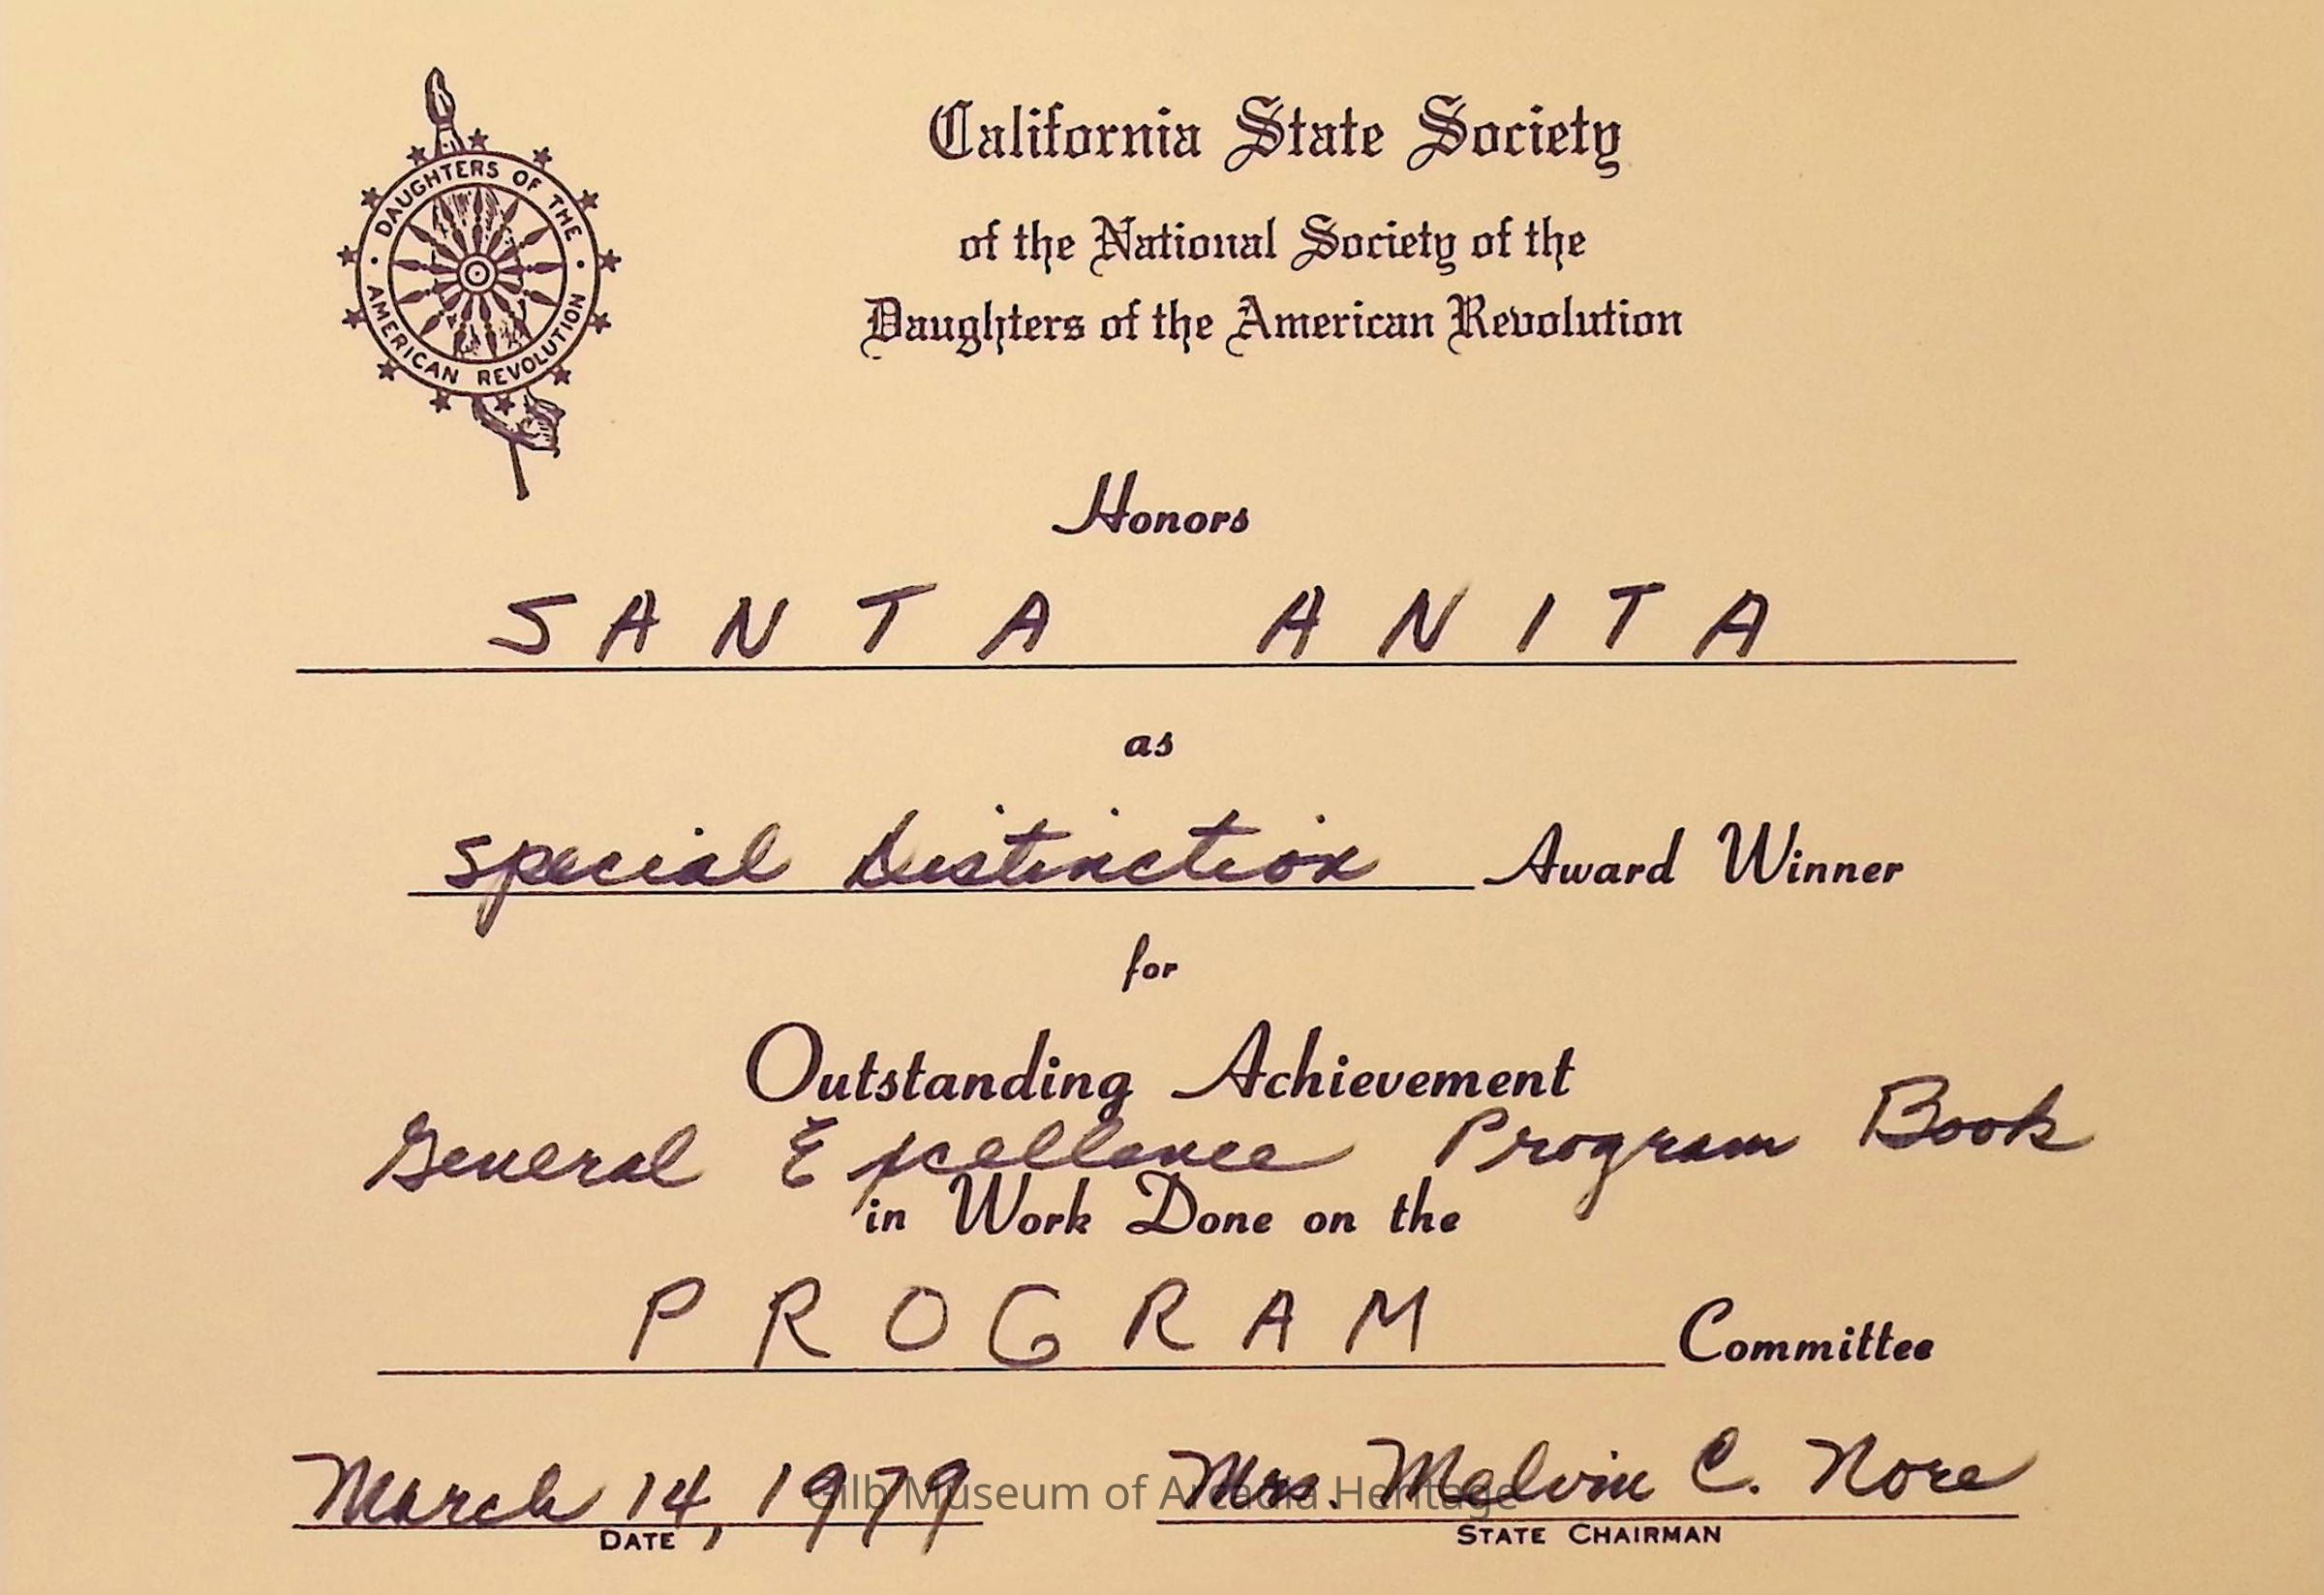 DAUGHTERS OF THE
AMERICAN REVOLUTION
California State Society
of the National Society of the
Daughters of the American Revolution
Honors
SANTA ANITA
as
special distinction Award Winner
for
Outstanding Achievement
General Excellence Program Book
in Work Done on the
PROGRAM Committee
March 14, 1979 Mrs. Melvin C. Nore
Gilb Museum of Arcadia Heritage
DATE STATE CHAIRMAN